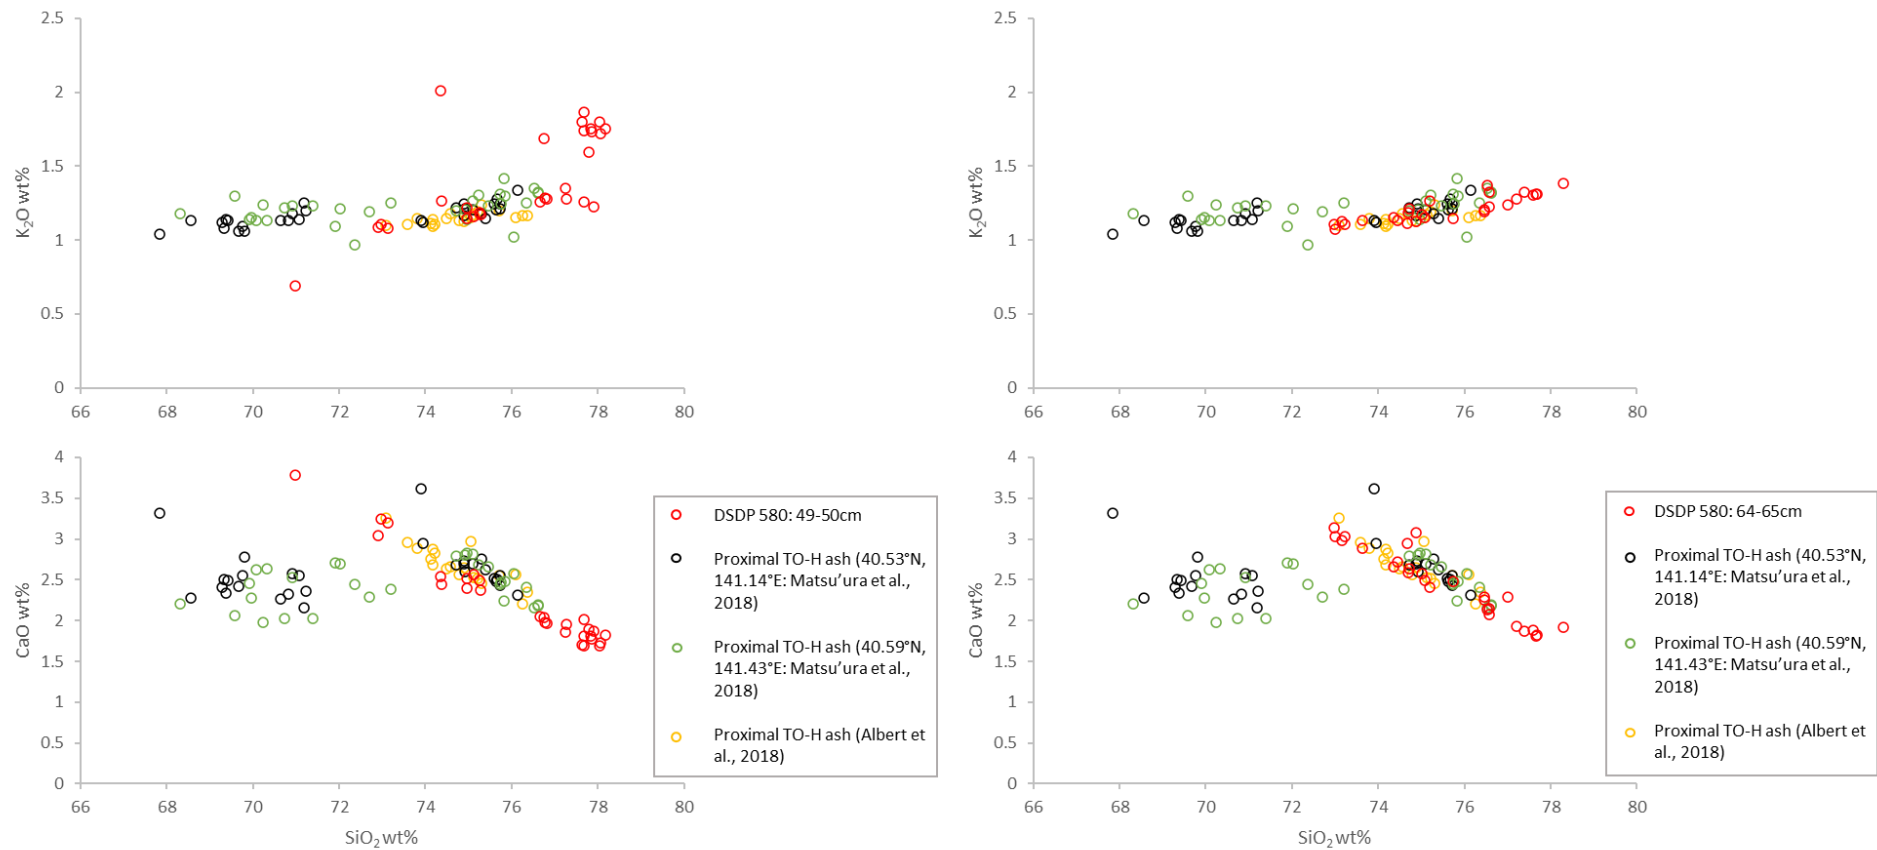 2.5
2
1.5
1
0.5
0
K₂O wt%
66 68 70 72 74 76 78 80
2.5
2
1.5
1
0.5
0
K₂O wt%
66 68 70 72 74 76 78 80
4
3.5
3
2.5
2
1.5
1
0.5
0
CaO wt%
66 68 70 72 74 76 78 80
SiO₂ wt%
DSDP 580: 49-50cm
Proximal TO-H ash (40.53°N,
141.14°E: Matsu’ura et al.,
2018)
Proximal TO-H ash (40.59°N,
141.43°E: Matsu’ura et al.,
2018)
Proximal TO-H ash (Albert et
al., 2018)
4
3.5
3
2.5
2
1.5
1
0.5
0
CaO wt%
66 68 70 72 74 76 78 80
SiO₂ wt%
DSDP 580: 64-65cm
Proximal TO-H ash (40.53°N,
141.14°E: Matsu’ura et al.,
2018)
Proximal TO-H ash (40.59°N,
141.43°E: Matsu’ura et al.,
2018)
Proximal TO-H ash (Albert et
al., 2018)